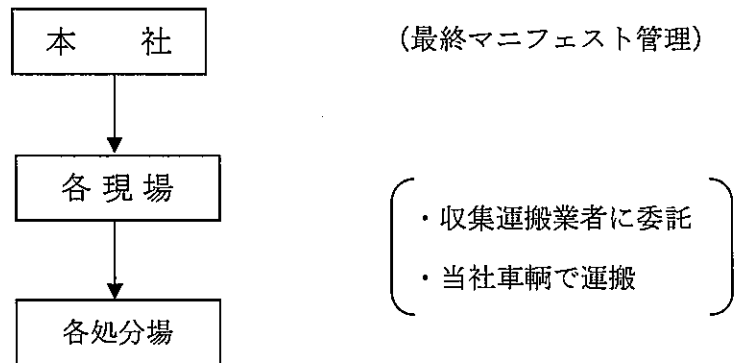 本　　社
(最終マニフェスト管理)
各現場
・収集運搬業者に委託
・当社車輌で運搬
各処分場